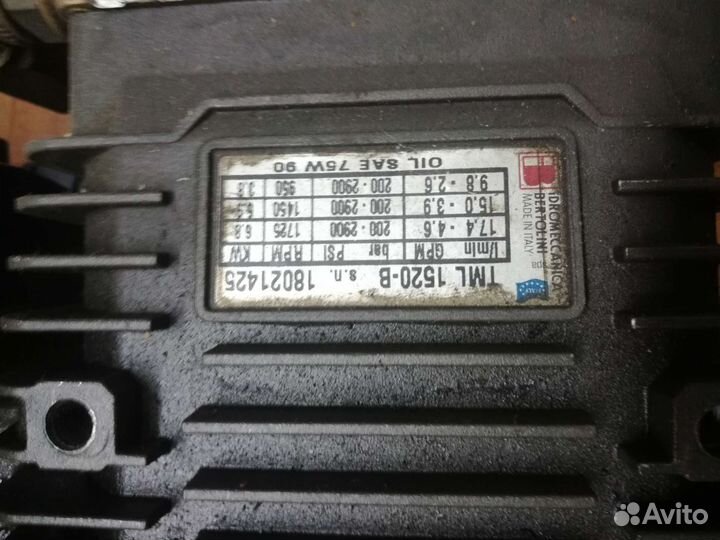 IDROMECCANICA
BERTOLINI spa
MADE IN ITALY
TML 1520-B s.n. 18021425
l/min GPM bar PSI RPM KW
17.4 - 4.6 200 - 2900 1725 6.8
15.0 - 3.9 200 - 2900 1450
9.8 - 2.6 200 - 2900 950 3.8
OIL SAE 75W 90
Avito